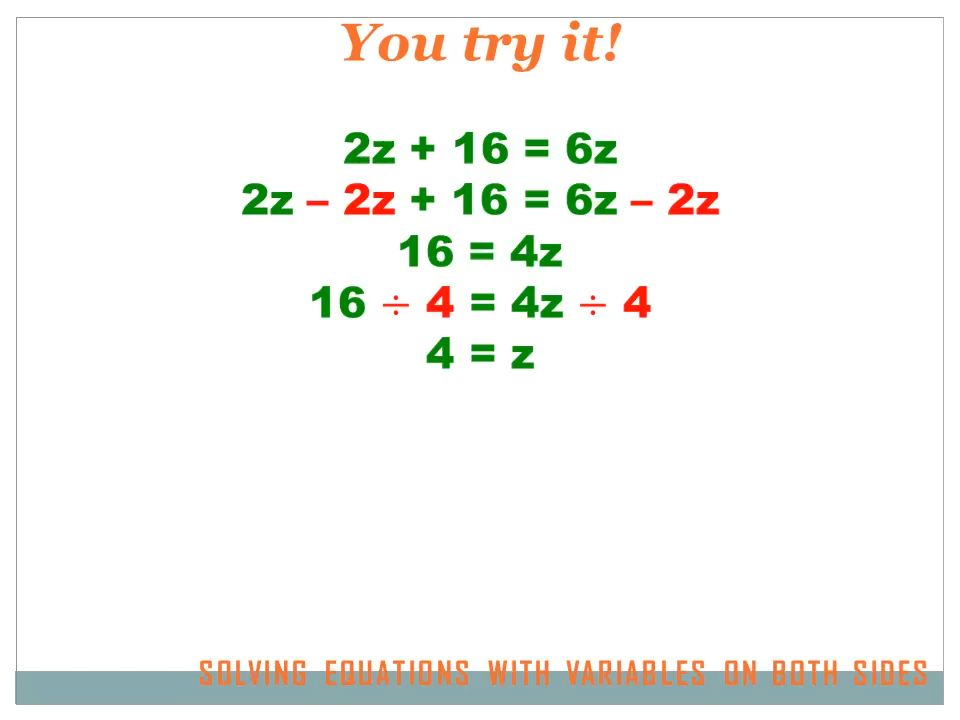 You try it!
2z + 16 = 6z
2z – 2z + 16 = 6z – 2z
16 = 4z
16 ÷ 4 = 4z ÷ 4
4 = z
SOLVING EQUATIONS WITH VARIABLES ON BOTH SIDES